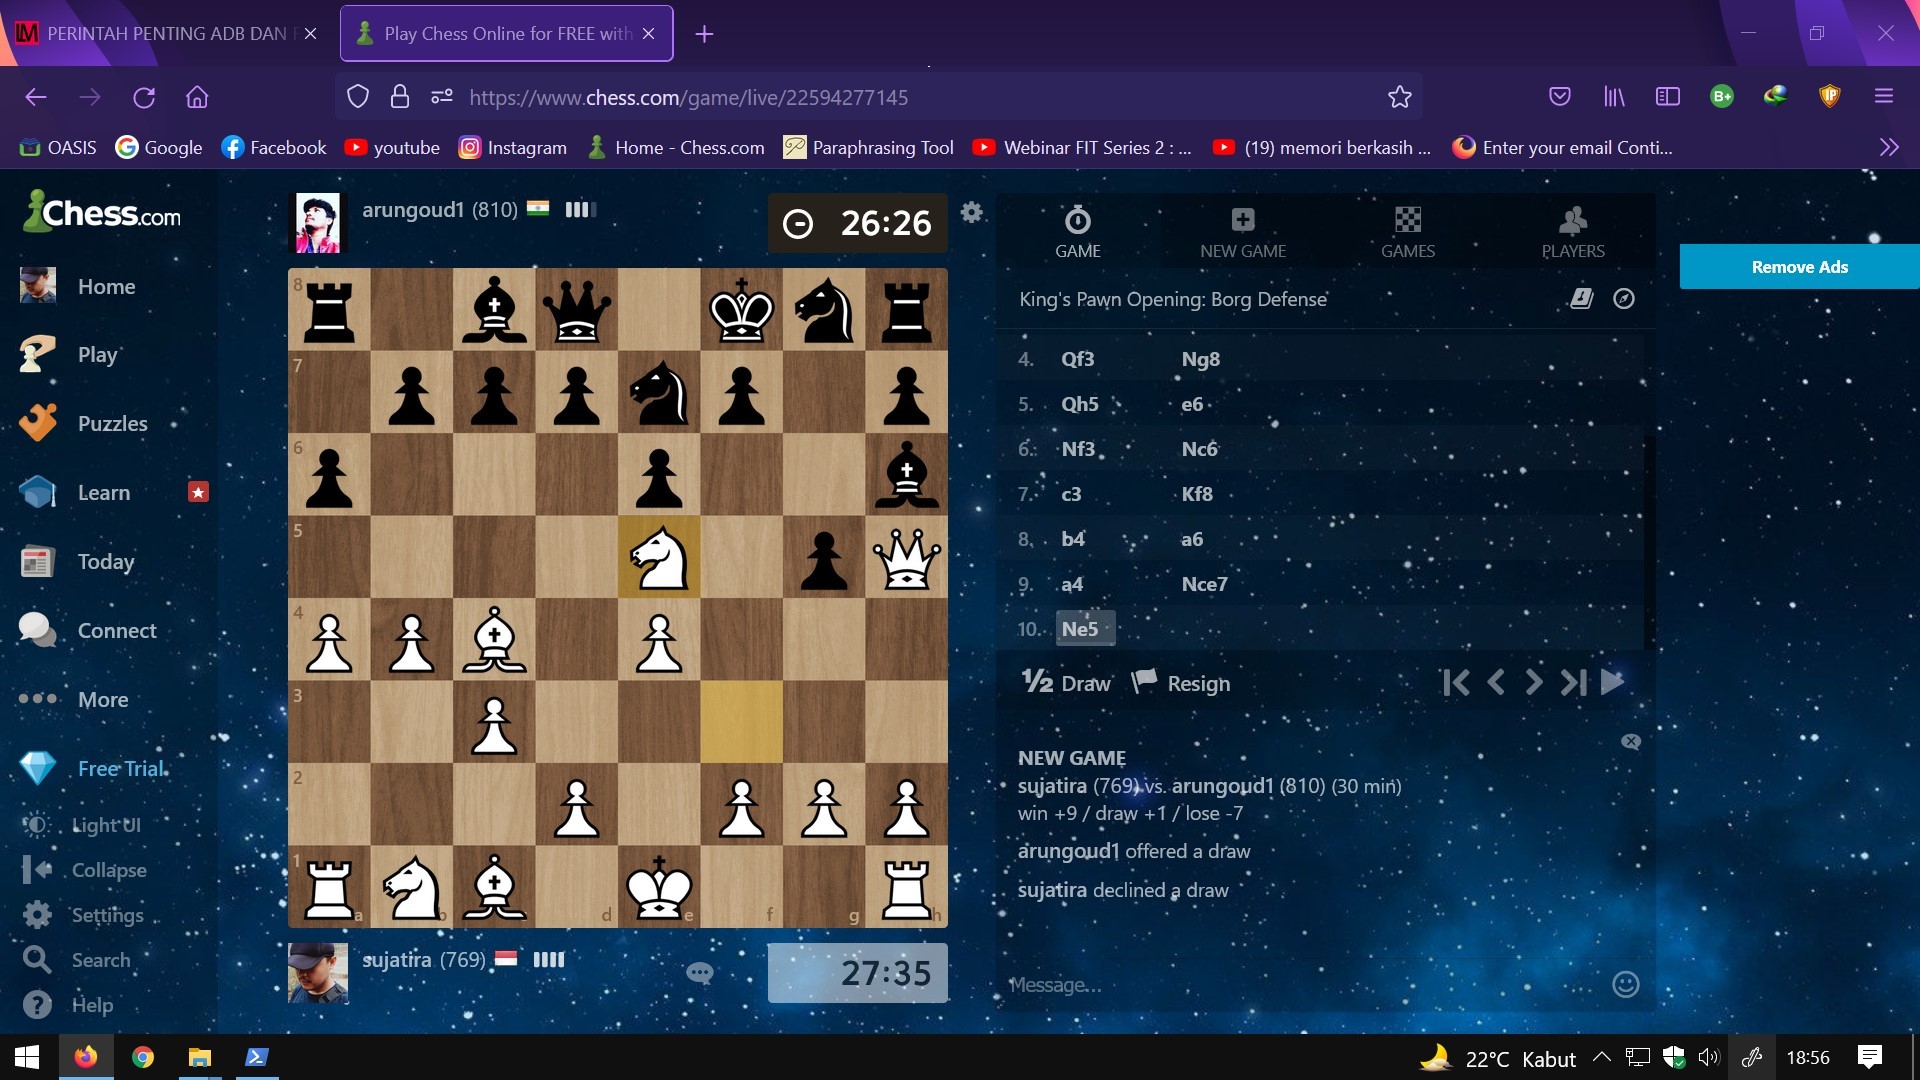 PERINTAH PENTING ADB DAN
Play Chess Online for FREE with
https://www.chess.com/game/live/22594277145
OASIS Google Facebook youtube Instagram Home - Chess.com Paraphrasing Tool Webinar FIT Series 2 : ... (19) memori berkasih ... Enter your email Conti...
Chess.com
Home
Play
Puzzles
Learn
Today
Connect
More
Free Trial
Light UI
Collapse
Settings
Search
Help
arungoud1 (810)
26:26
8
7
6
5
4
3
2
1
a b c d e f g h
sujatira (769)
27:35
GAME NEW GAME GAMES PLAYERS
King's Pawn Opening: Borg Defense
4. Qf3 Ng8
5. Qh5 e6
6. Nf3 Nc6
7. c3 Kf8
8. b4 a6
9. a4 Nce7
10. Ne5
½ Draw Resign
NEW GAME
sujatira (769) vs. arungoud1 (810) (30 min)
win +9 / draw +1 / lose -7
arungoud1 offered a draw
sujatira declined a draw
Message...
Remove Ads
22°C Kabut 18:56